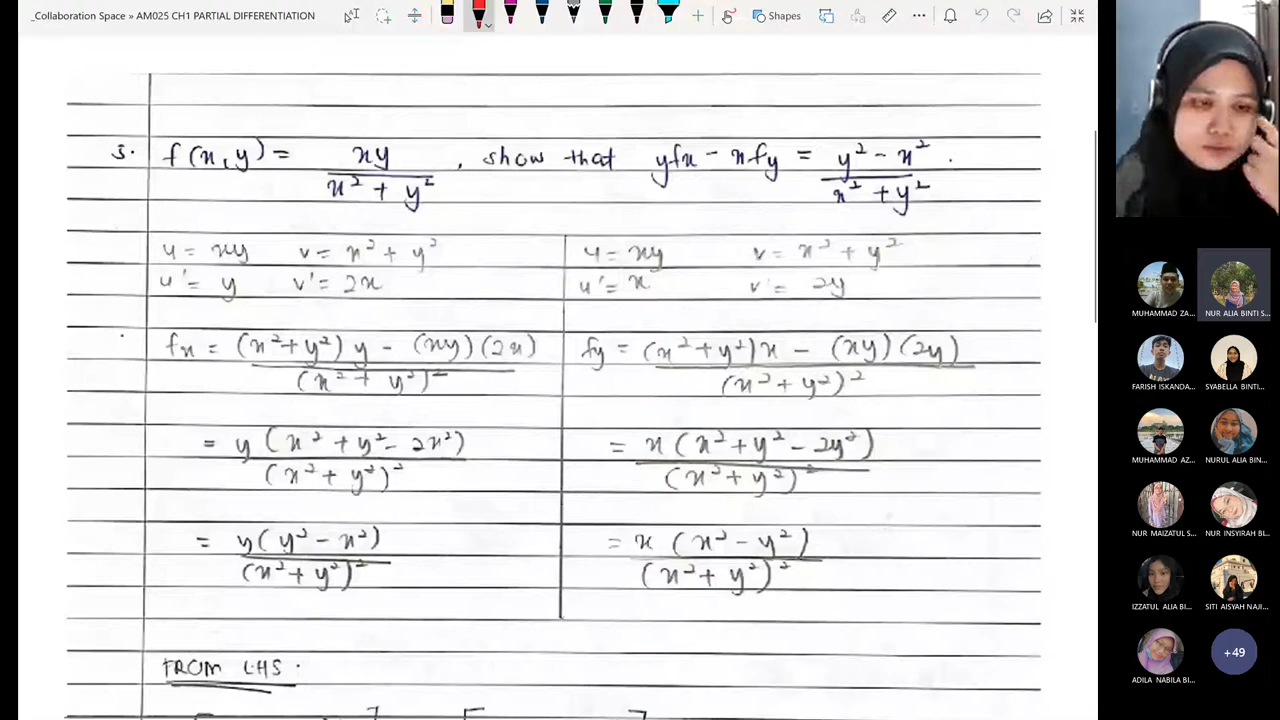 _Collaboration Space » AM025 CH1 PARTIAL DIFFERENTIATION
Shapes
3. f(x,y) = xy / x² + y² , show that yfx - xfy = y² - x² / x² + y² .
u = xy v = x² + y²
u' = y v' = 2x
fx = (x² + y²) y - (xy)(2x) / (x² + y²)²
= y (x² + y² - 2x²) / (x² + y²)²
= y (y² - x²) / (x² + y²)²
u = xy v = x² + y²
u' = x v' = 2y
fy = (x² + y²) x - (xy)(2y) / (x² + y²)²
= x (x² + y² - 2y²) / (x² + y²)²
= x (x² - y²) / (x² + y²)²
FROM LHS .
MUHAMMAD ZA...
NUR ALIA BINTI S...
FARISH ISKANDA...
SYABELLA BINTI...
MUHAMMAD AZ...
NURUL ALIA BIN...
NUR MAIZATUL S...
NUR INSYIRAH BI...
IZZATUL ALIA BI...
SITI AISYAH NAJI...
ADILA NABILA BI...
+49